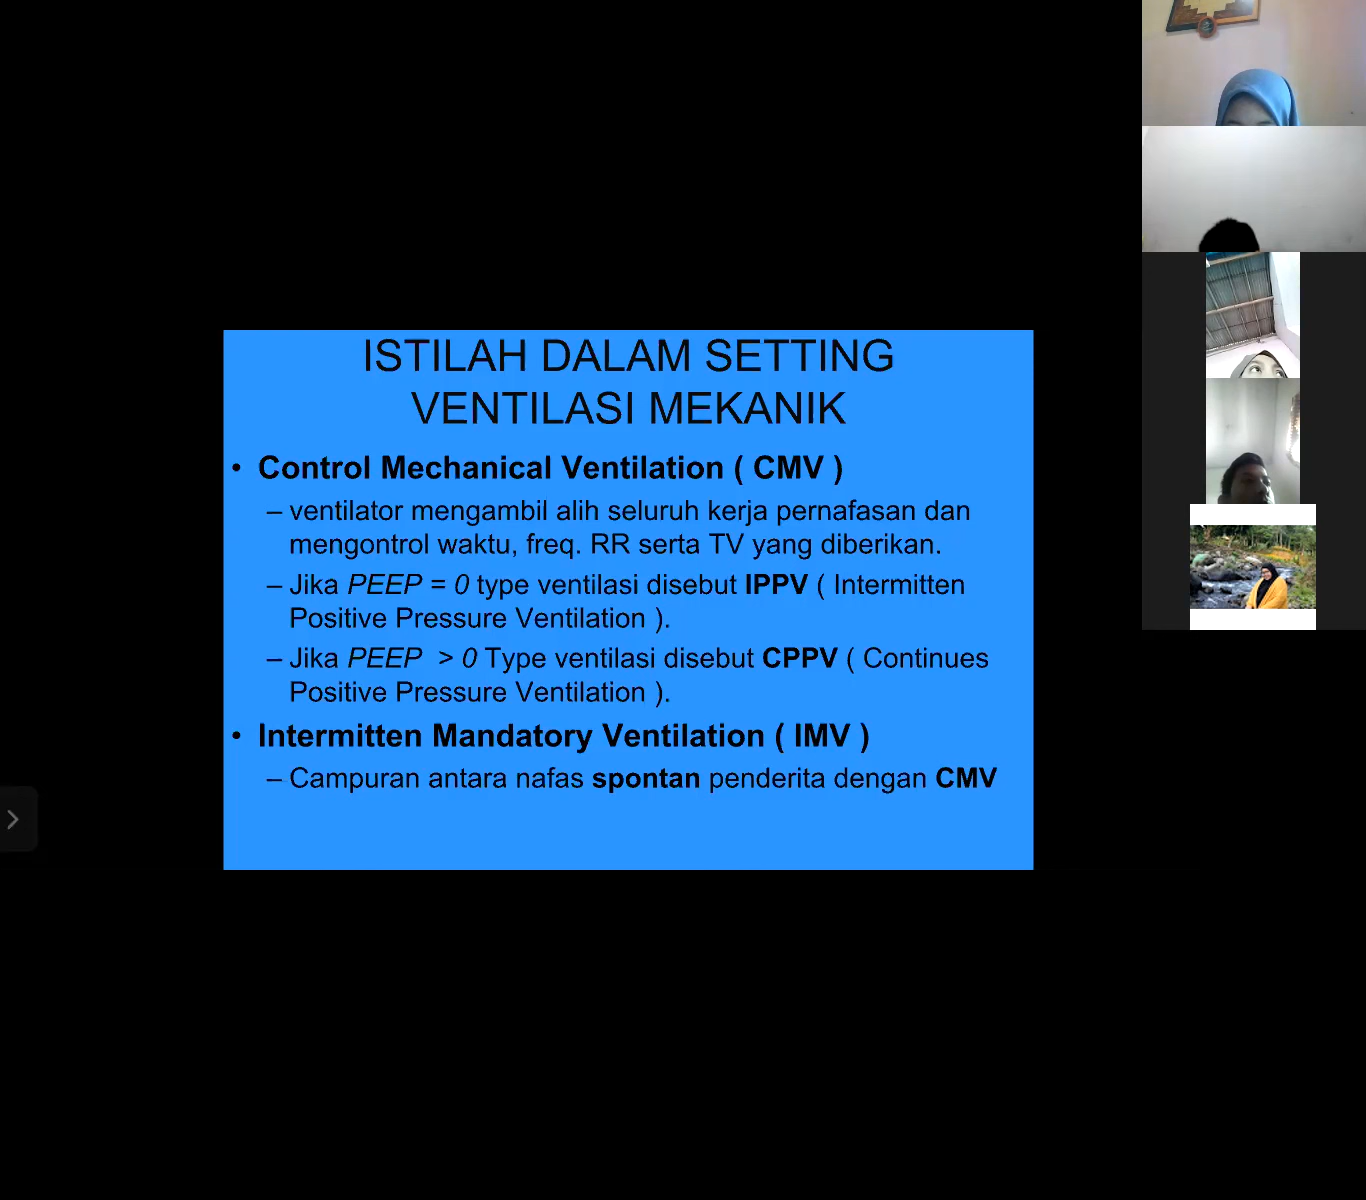 ISTILAH DALAM SETTING
VENTILASI MEKANIK
• Control Mechanical Ventilation ( CMV )
– ventilator mengambil alih seluruh kerja pernafasan dan
mengontrol waktu, freq. RR serta TV yang diberikan.
– Jika PEEP = 0 type ventilasi disebut IPPV ( Intermitten
Positive Pressure Ventilation ).
– Jika PEEP > 0 Type ventilasi disebut CPPV ( Continues
Positive Pressure Ventilation ).
• Intermitten Mandatory Ventilation ( IMV )
– Campuran antara nafas spontan penderita dengan CMV